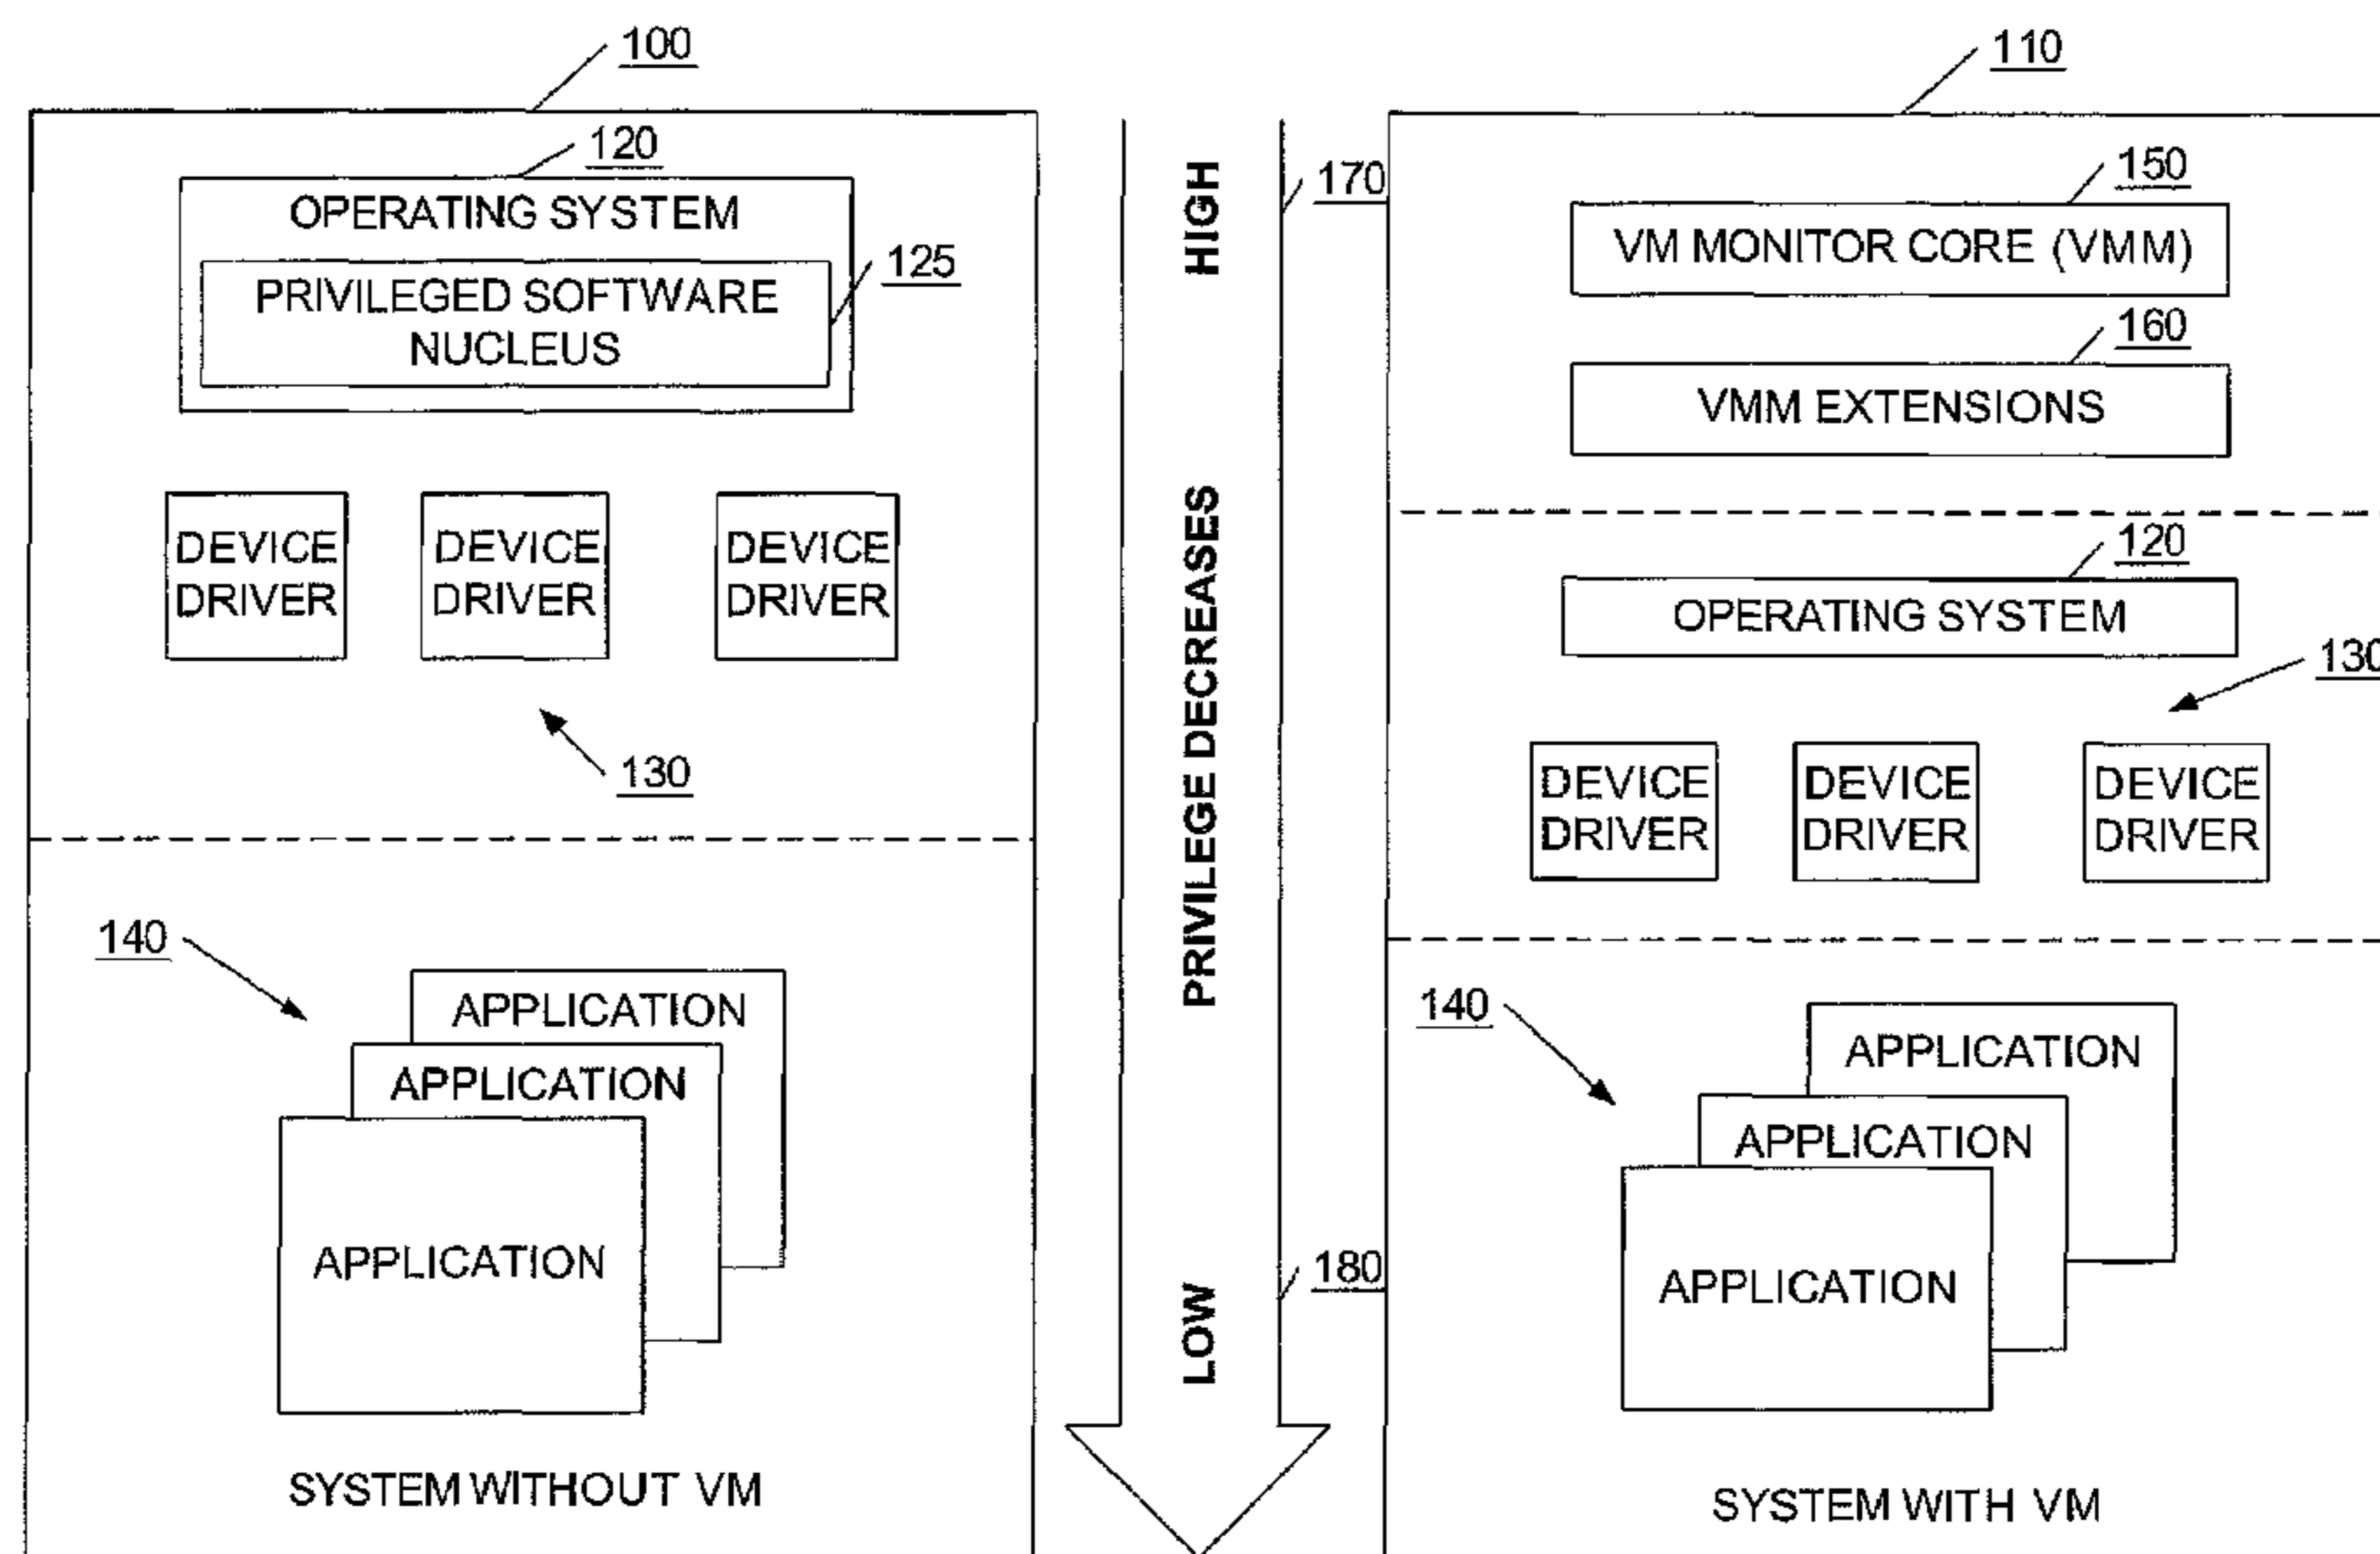 100
120
OPERATING SYSTEM
125
PRIVILEGED SOFTWARE
NUCLEUS
DEVICE
DRIVER
DEVICE
DRIVER
DEVICE
DRIVER
130
140
APPLICATION
APPLICATION
APPLICATION
SYSTEM WITHOUT VM
HIGH
170
PRIVILEGE DECREASES
LOW
180
110
150
VM MONITOR CORE (VMM)
160
VMM EXTENSIONS
120
OPERATING SYSTEM
130
DEVICE
DRIVER
DEVICE
DRIVER
DEVICE
DRIVER
140
APPLICATION
APPLICATION
APPLICATION
SYSTEM WITH VM